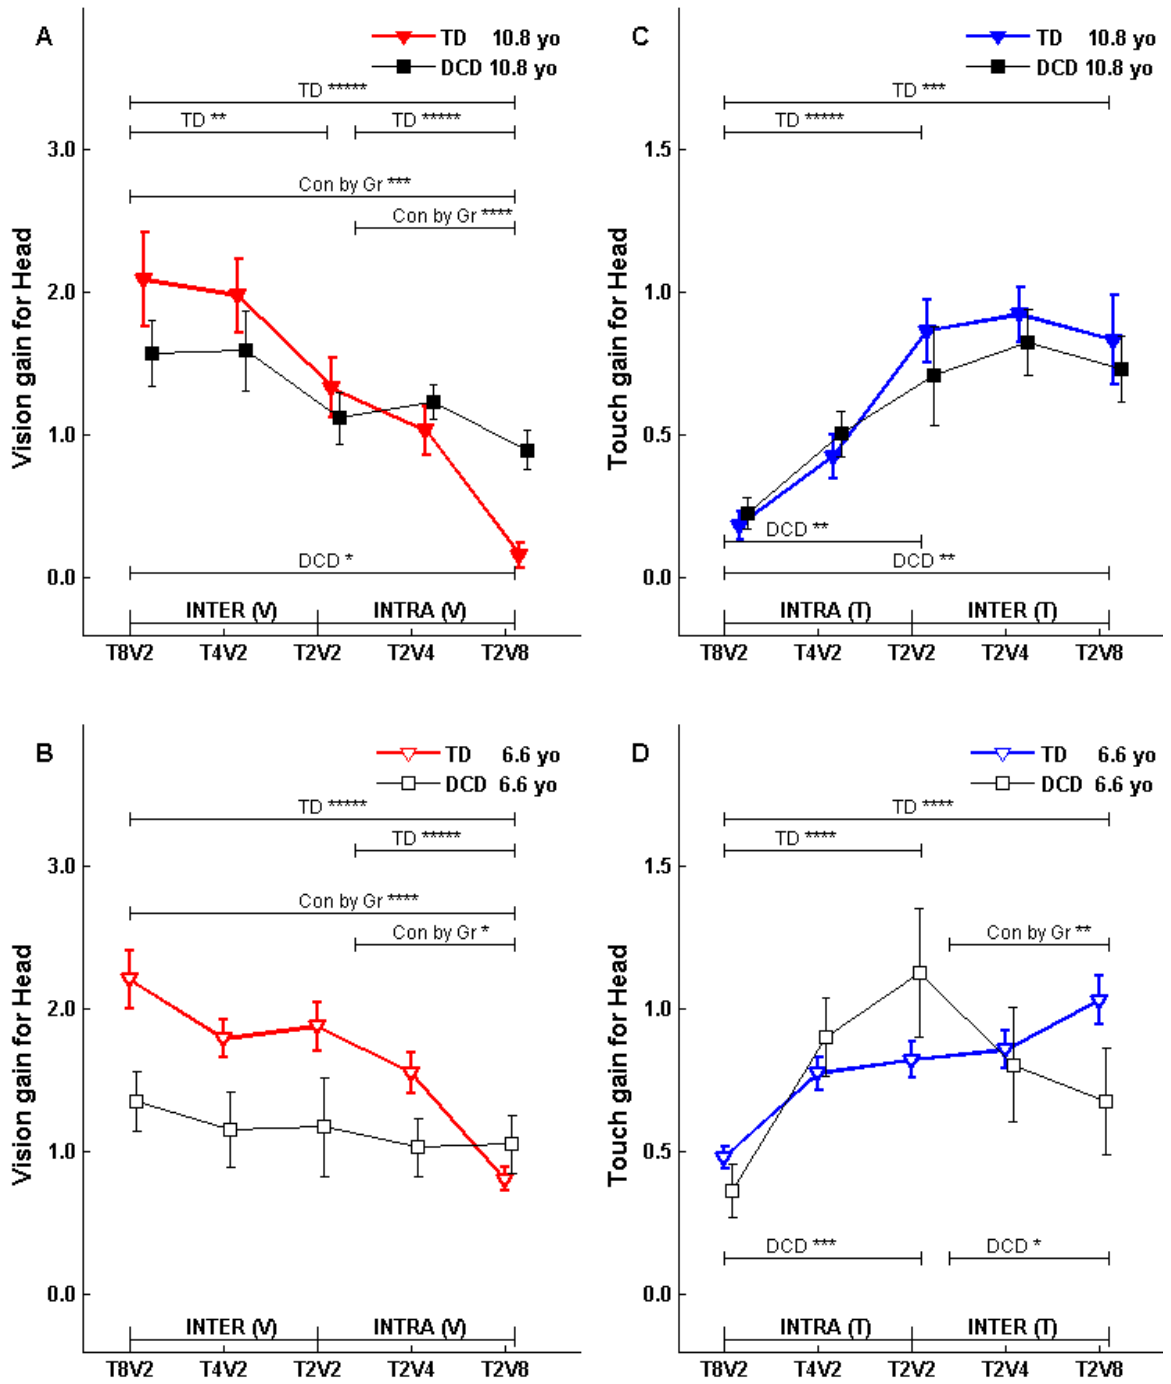 A
TD 10.8 yo
DCD 10.8 yo
TD *****
TD **
TD *****
3.0
Con by Gr ***
Con by Gr ****
2.0
1.0
0.0
Vision gain for Head
DCD *
INTER (V)
INTRA (V)
T8V2 T4V2 T2V2 T2V4 T2V8
C
TD 10.8 yo
DCD 10.8 yo
TD ***
TD *****
1.5
1.0
0.5
0.0
Touch gain for Head
DCD **
DCD **
INTRA (T)
INTER (T)
T8V2 T4V2 T2V2 T2V4 T2V8
B
TD 6.6 yo
DCD 6.6 yo
TD *****
TD *****
3.0
Con by Gr ****
Con by Gr *
2.0
1.0
0.0
Vision gain for Head
INTER (V)
INTRA (V)
T8V2 T4V2 T2V2 T2V4 T2V8
D
TD 6.6 yo
DCD 6.6 yo
TD ****
TD ****
1.5
Con by Gr **
1.0
0.5
0.0
Touch gain for Head
DCD ***
DCD *
INTRA (T)
INTER (T)
T8V2 T4V2 T2V2 T2V4 T2V8